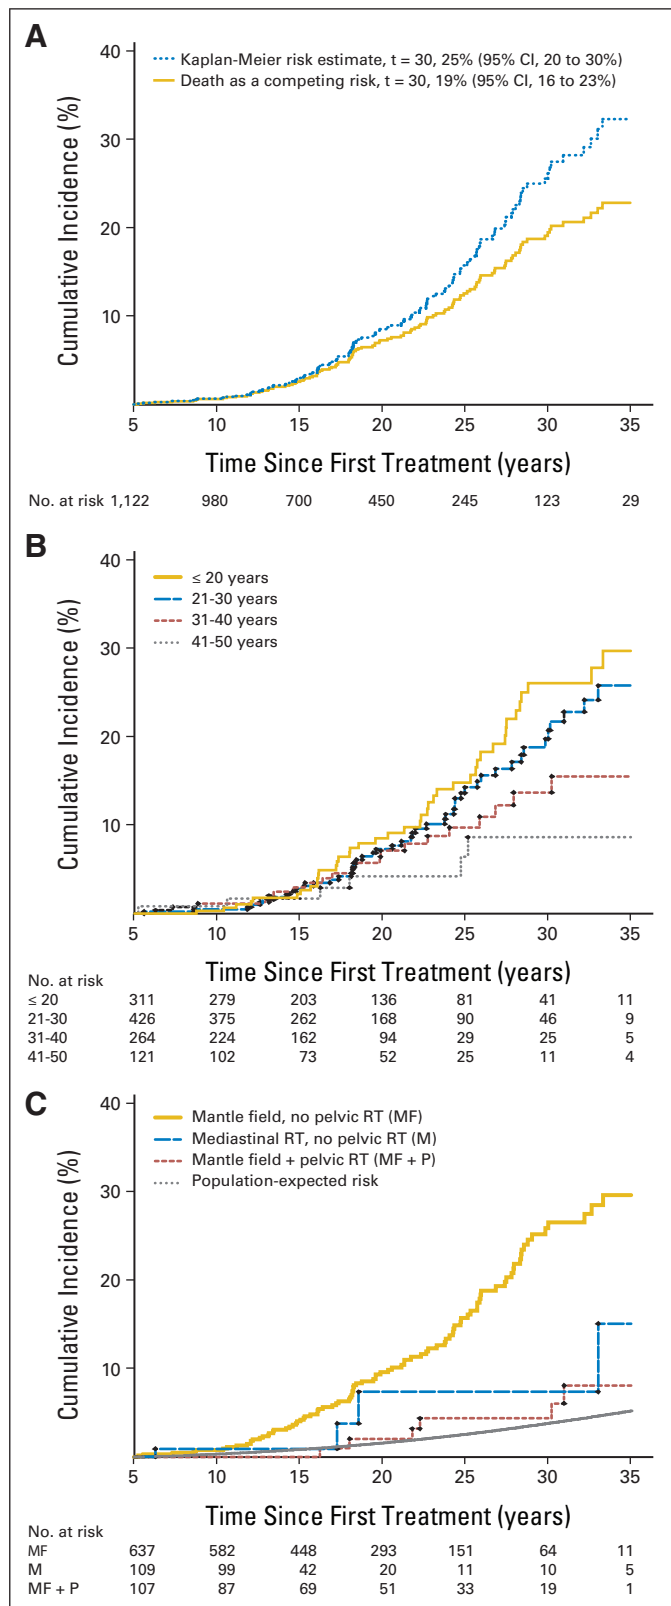 A
40
30
20
10
Cumulative Incidence (%)
Kaplan-Meier risk estimate, t = 30, 25% (95% CI, 20 to 30%)
Death as a competing risk, t = 30, 19% (95% CI, 16 to 23%)
5 10 15 20 25 30 35
Time Since First Treatment (years)
No. at risk 1,122 980 700 450 245 123 29
B
40
30
20
10
Cumulative Incidence (%)
≤ 20 years
21-30 years
31-40 years
41-50 years
5 10 15 20 25 30 35
Time Since First Treatment (years)
No. at risk
≤ 20 311 279 203 136 81 41 11
21-30 426 375 262 168 90 46 9
31-40 264 224 162 94 29 25 5
41-50 121 102 73 52 25 11 4
C
40
30
20
10
Cumulative Incidence (%)
Mantle field, no pelvic RT (MF)
Mediastinal RT, no pelvic RT (M)
Mantle field + pelvic RT (MF + P)
Population-expected risk
5 10 15 20 25 30 35
Time Since First Treatment (years)
No. at risk
MF 637 582 448 293 151 64 11
M 109 99 42 20 11 10 5
MF + P 107 87 69 51 33 19 1